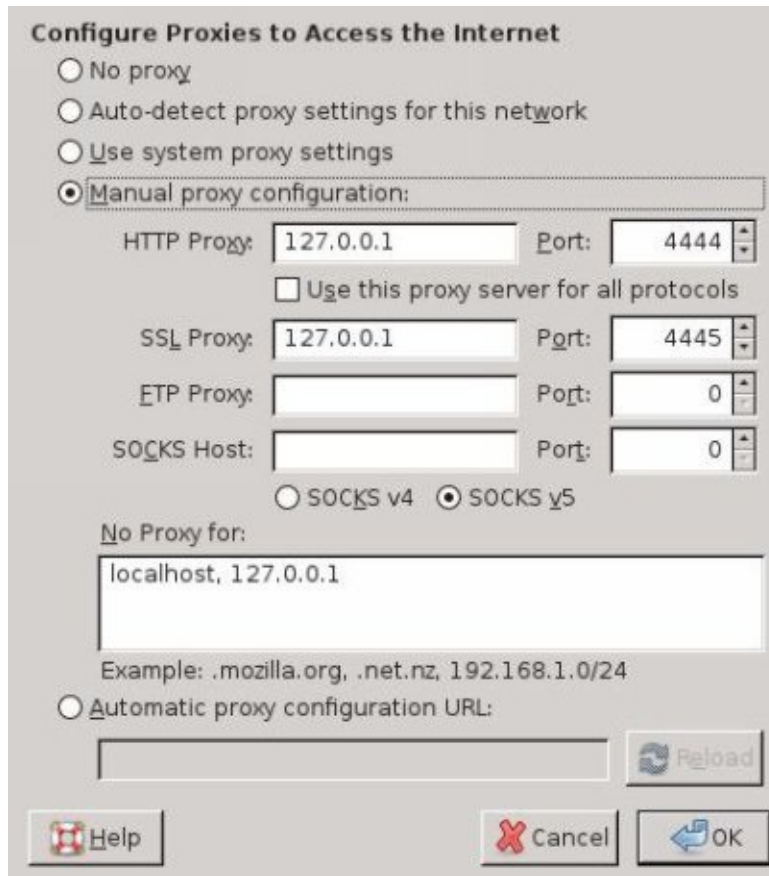 Configure Proxies to Access the Internet
No proxy
Auto-detect proxy settings for this network
Use system proxy settings
Manual proxy configuration:
HTTP Proxy: 127.0.0.1 Port: 4444
Use this proxy server for all protocols
SSL Proxy: 127.0.0.1 Port: 4445
FTP Proxy: Port: 0
SOCKS Host: Port: 0
SOCKS v4 SOCKS v5
No Proxy for:
localhost, 127.0.0.1
Example: .mozilla.org, .net.nz, 192.168.1.0/24
Automatic proxy configuration URL:
Reload
Help Cancel OK